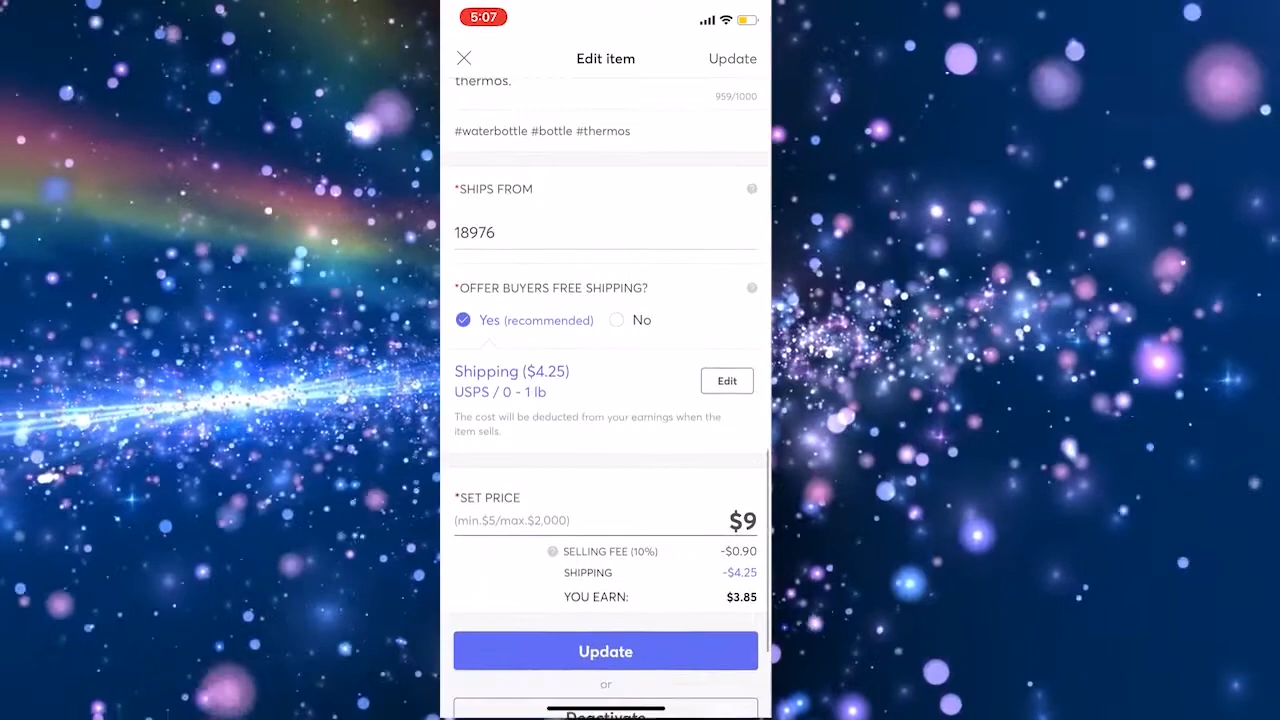 5:07
Edit item
Update
thermos.
959/1000
#waterbottle #bottle #thermos
*SHIPS FROM
18976
*OFFER BUYERS FREE SHIPPING?
Yes (recommended)
No
Shipping ($4.25)
USPS / 0 - 1 lb
Edit
The cost will be deducted from your earnings when the
item sells.
*SET PRICE
(min.$5/max.$2,000)
$9
SELLING FEE (10%) -$0.90
SHIPPING -$4.25
YOU EARN: $3.85
Update
or
Deactivate